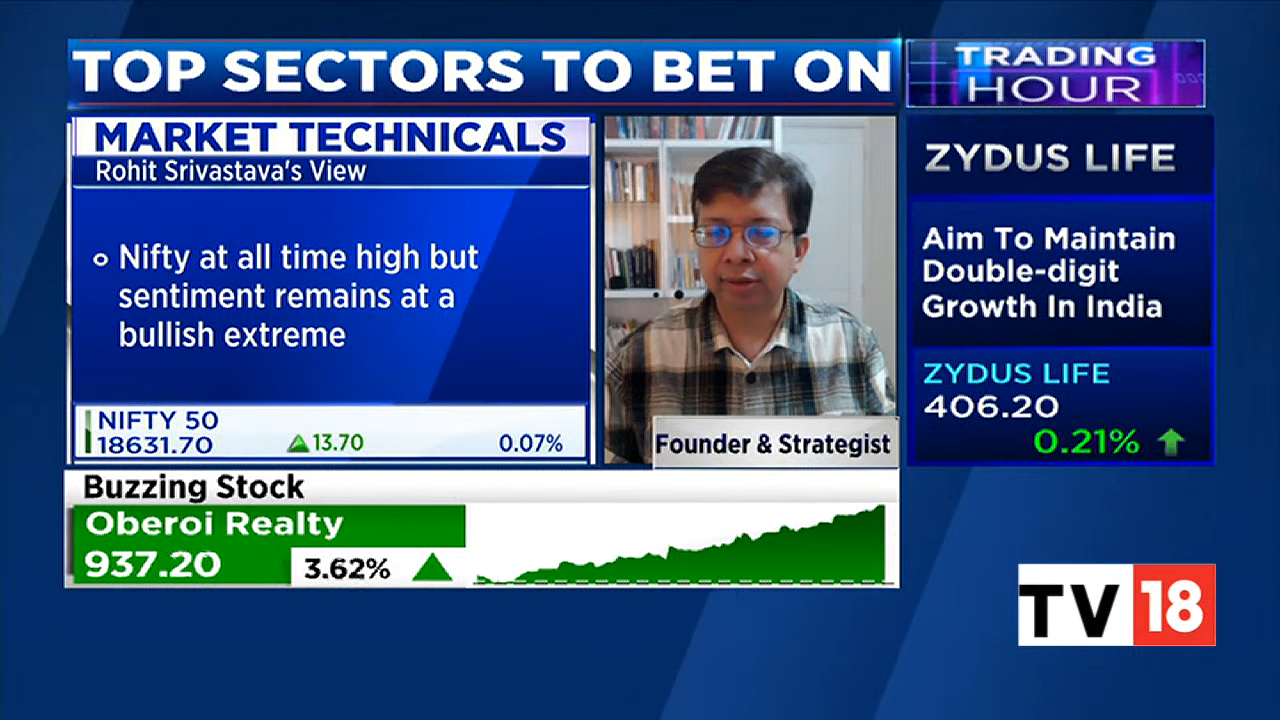 TOP SECTORS TO BET ON
TRADING
HOUR
MARKET TECHNICALS
Rohit Srivastava's View
Nifty at all time high but
sentiment remains at a
bullish extreme
NIFTY 50
18631.70 13.70 0.07%
Founder & Strategist
ZYDUS LIFE
Aim To Maintain
Double-digit
Growth In India
ZYDUS LIFE
406.20
0.21%
Buzzing Stock
Oberoi Realty
937.20
3.62%
TV18